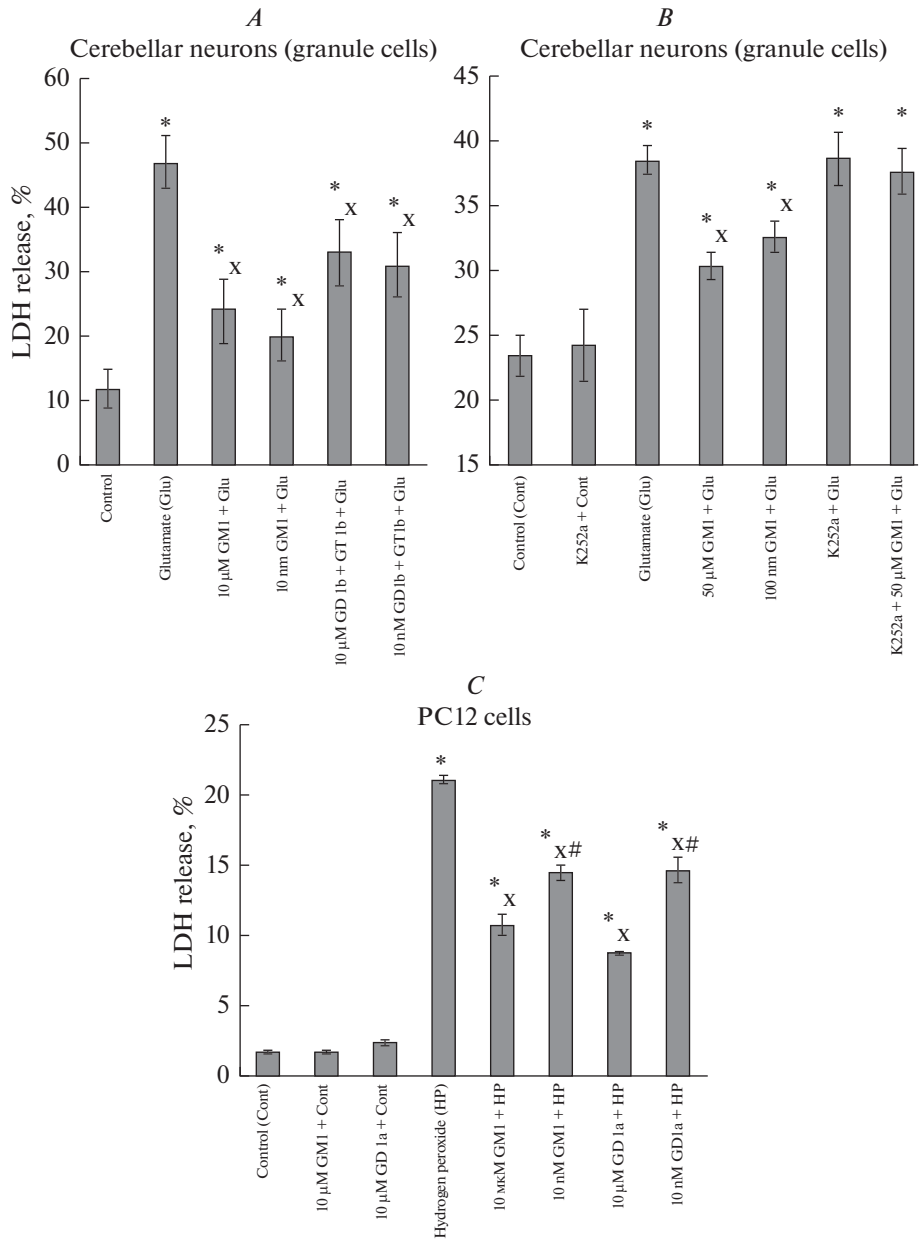 A
Cerebellar neurons (granule cells)
LDH release, %
60
50
40
30
20
10
0
*
*
x
*
x
*
x
*
x
Control
Glutamate (Glu)
10 μM GM1 + Glu
10 nm GM1 + Glu
10 μM GD 1b + GT 1b + Glu
10 nM GD1b + GT1b + Glu
B
Cerebellar neurons (granule cells)
45
40
35
30
25
20
15
*
*
x
*
x
*
*
Control (Cont)
K252a + Cont
Glutamate (Glu)
50 μM GM1 + Glu
100 nM GM1 + Glu
K252a + Glu
K252a + 50 μM GM1 + Glu
C
PC12 cells
LDH release, %
25
20
15
10
5
0
*
*
x
*
x#
*
x
*
x#
Control (Cont)
10 μM GM1 + Cont
10 μM GD 1a + Cont
Hydrogen peroxide (HP)
10 мкM GM1 + HP
10 nM GM1 + HP
10 μM GD 1a + HP
10 nM GD1a + HP